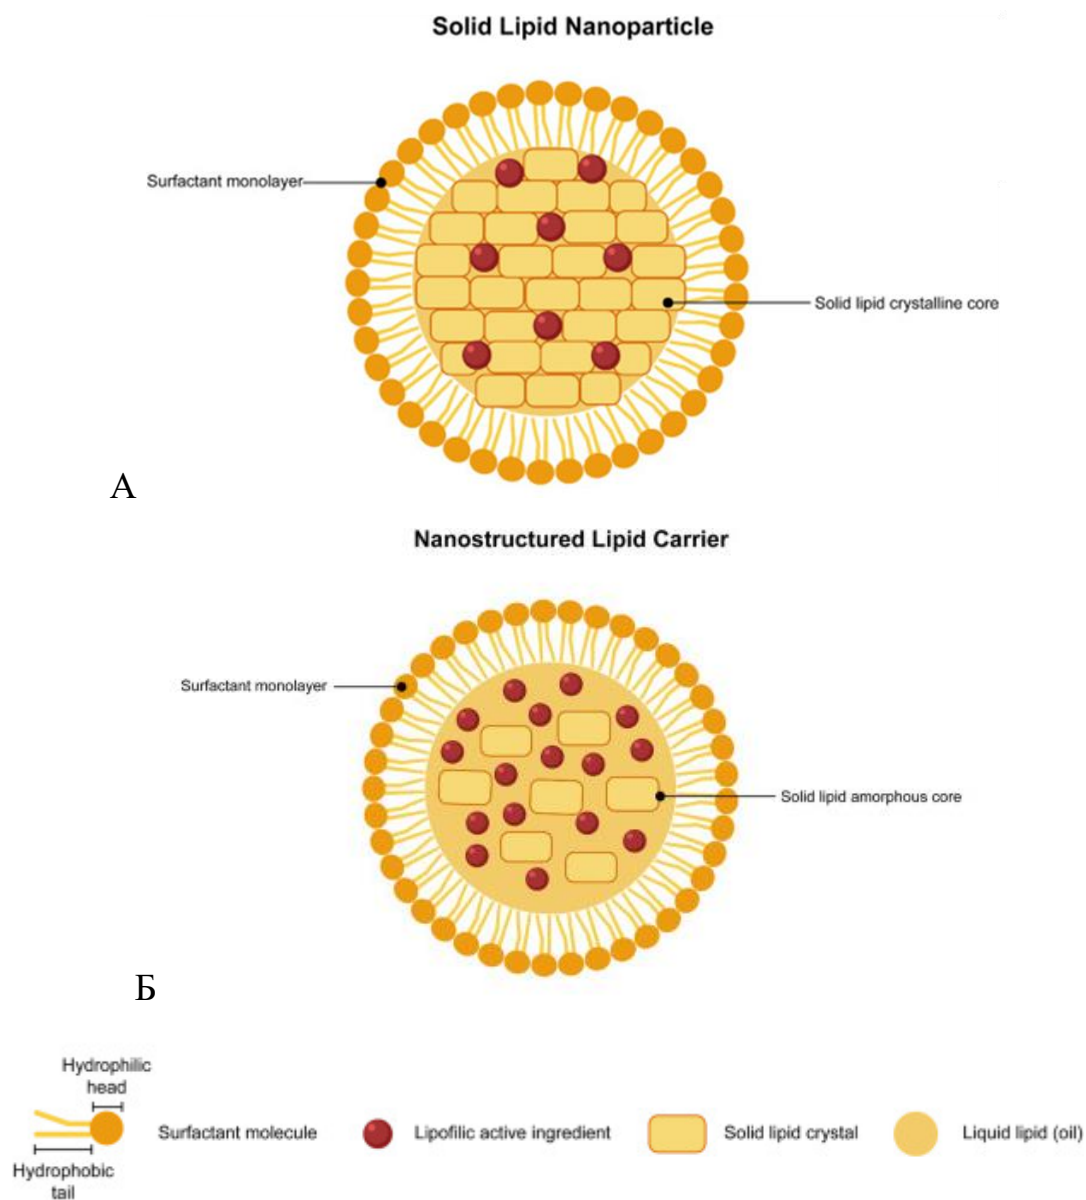 Solid Lipid Nanoparticle
Surfactant monolayer
Solid lipid crystalline core
А
Nanostructured Lipid Carrier
Surfactant monolayer
Solid lipid amorphous core
Б
Hydrophilic
head
Surfactant molecule
Lipofilic active ingredient
Solid lipid crystal
Liquid lipid (oil)
Hydrophobic
tail